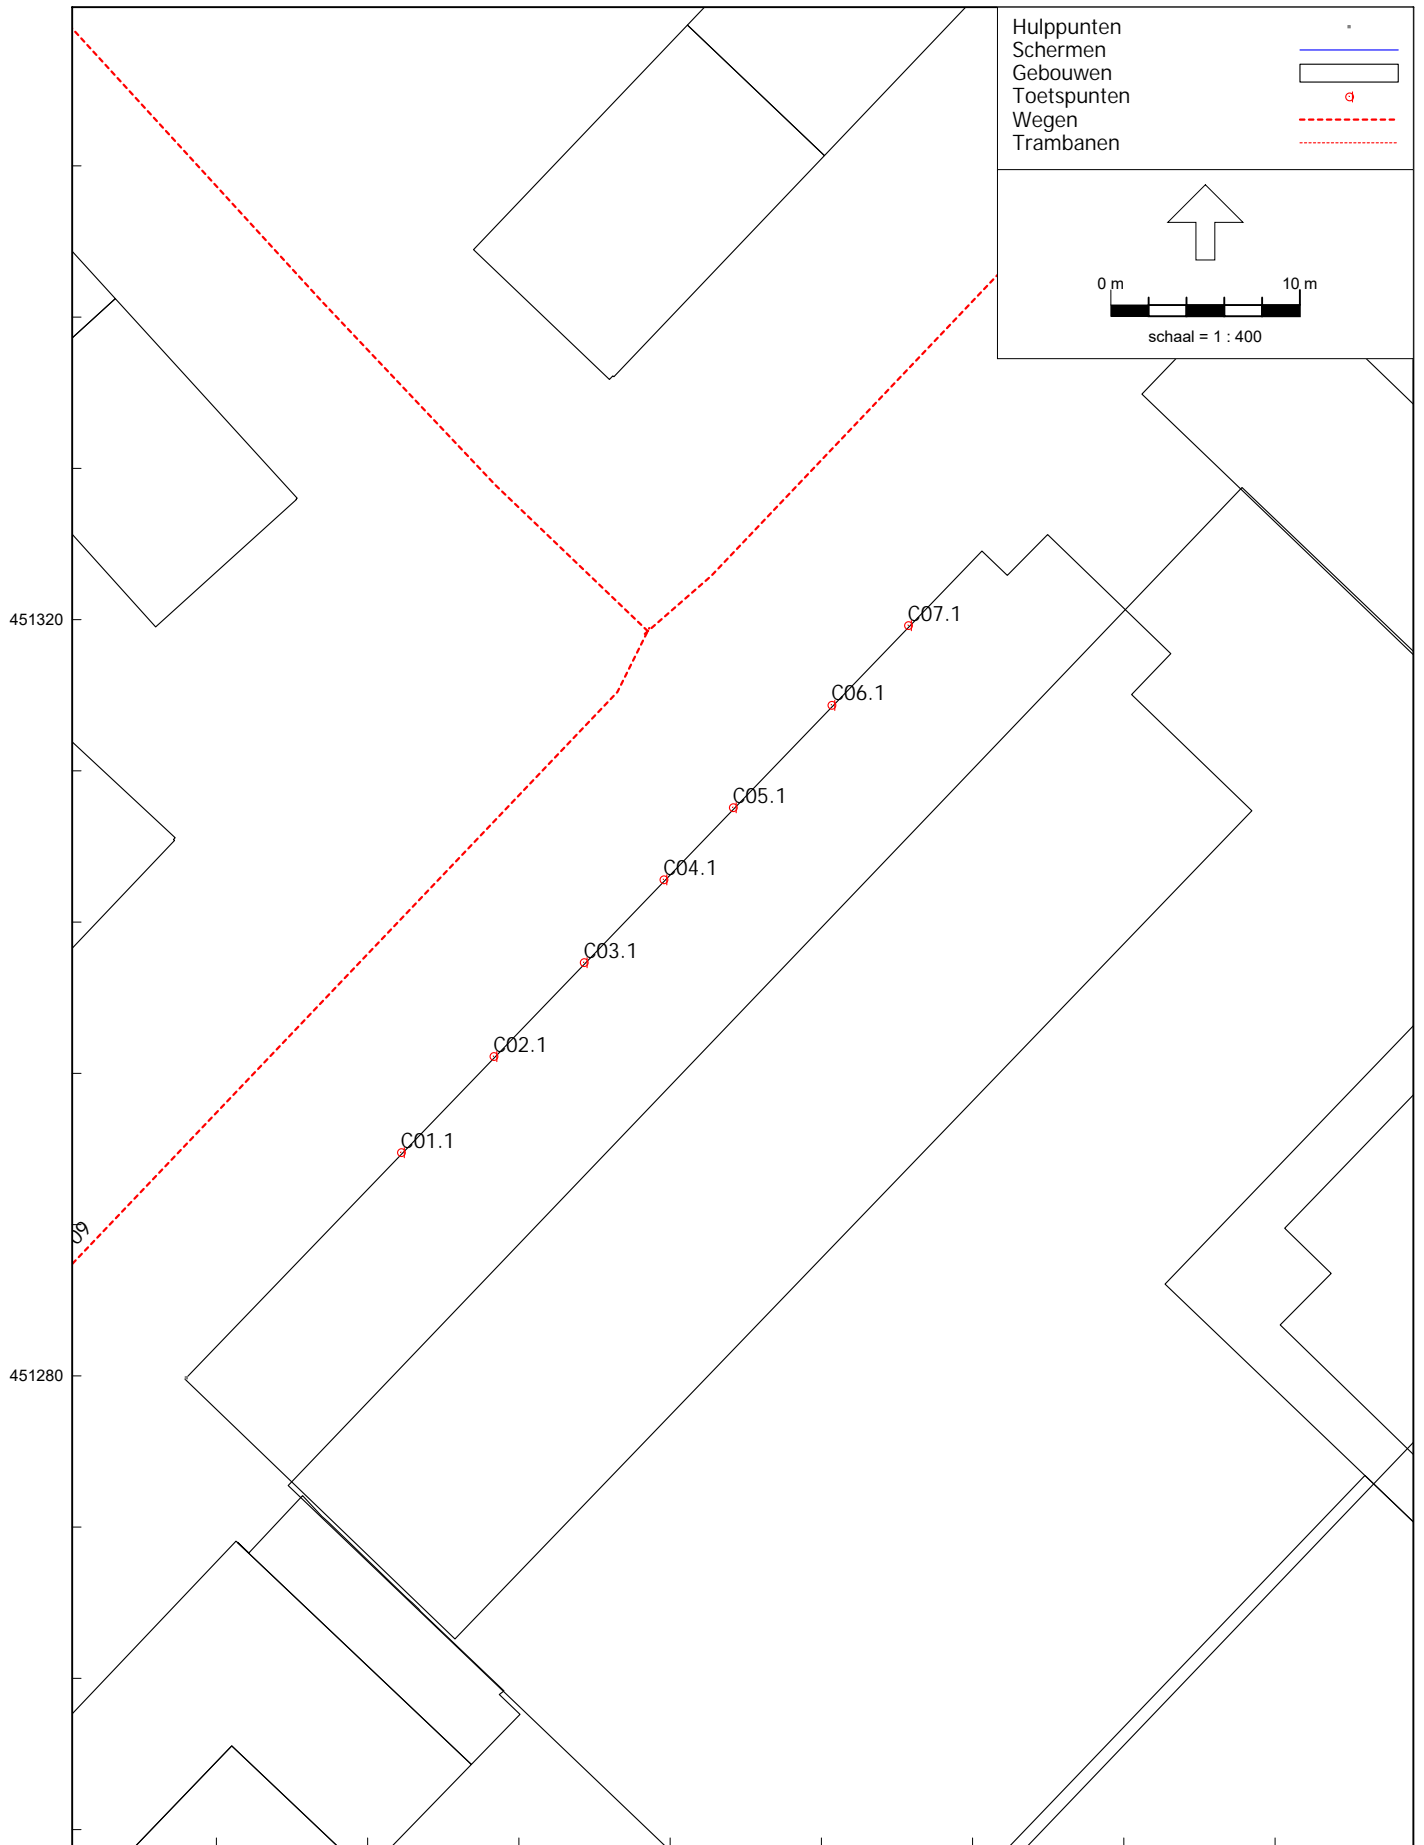 Hulppunten
Schermen
Gebouwen
Toetspunten
Wegen
Trambanen
0 m 10 m
schaal = 1 : 400
451320
C07.1
C06.1
C05.1
C04.1
C03.1
C02.1
C01.1
09
451280